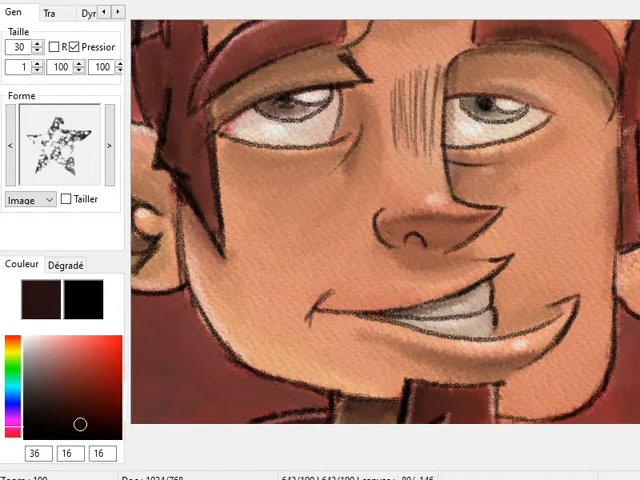 Gen Tra Dyr
Taille
30 R Pression
1 100 100
Forme
< >
Image Tailler
Couleur Dégradé
36 16 16